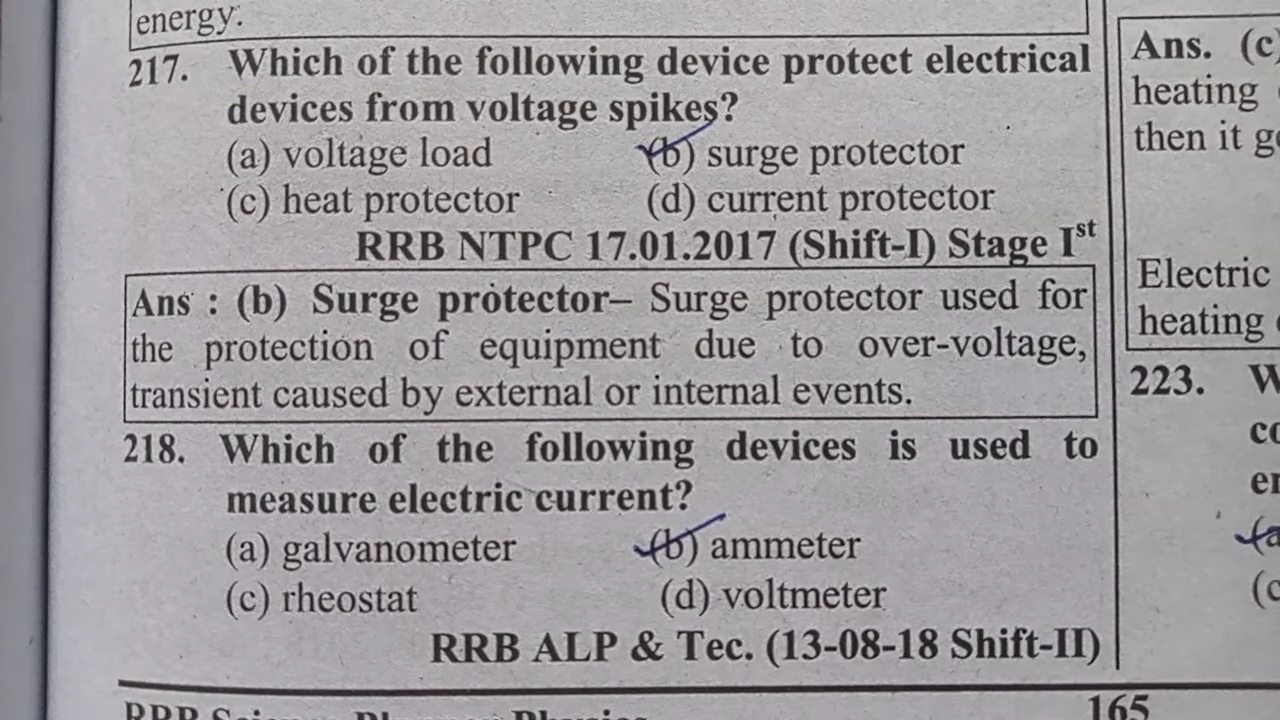 energy.
217. Which of the following device protect electrical
devices from voltage spikes?
(a) voltage load (b) surge protector
(c) heat protector (d) current protector
RRB NTPC 17.01.2017 (Shift-I) Stage Ist
Ans : (b) Surge protector– Surge protector used for
the protection of equipment due to over-voltage,
transient caused by external or internal events.
218. Which of the following devices is used to
measure electric current?
(a) galvanometer (b) ammeter
(c) rheostat (d) voltmeter
RRB ALP & Tec. (13-08-18 Shift-II)
165
Ans. (c)
heating
then it
Electric
heating
223.